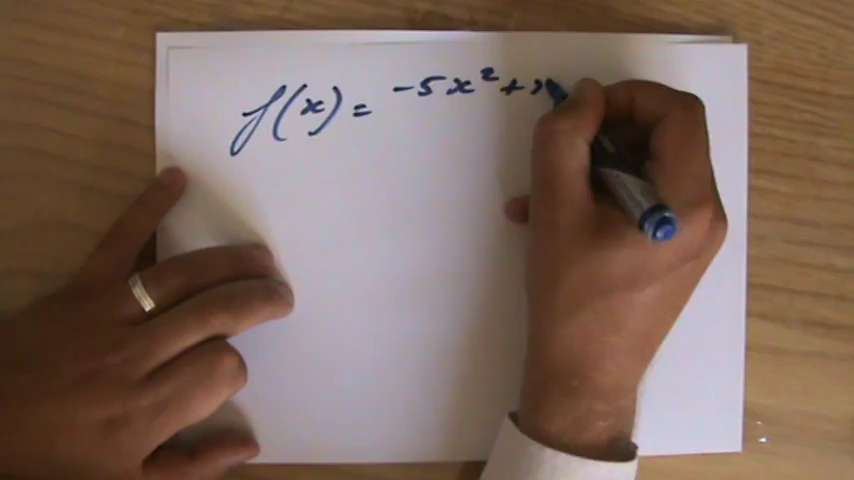 f(x) = -5x² + x